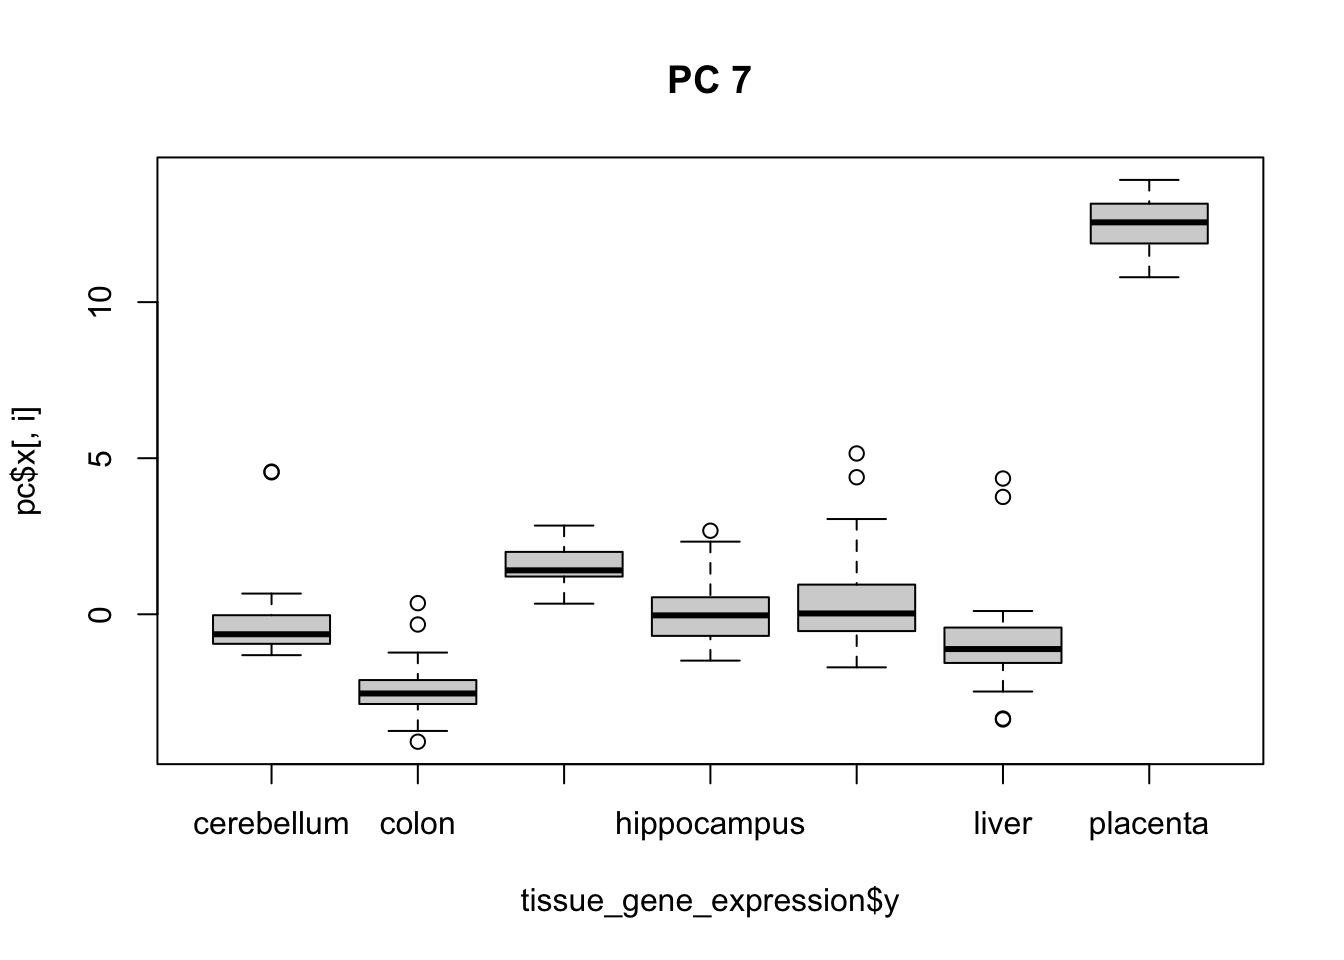 PC 7
pc$x[, i]
10
5
0
cerebellum colon hippocampus liver placenta
tissue_gene_expression$y